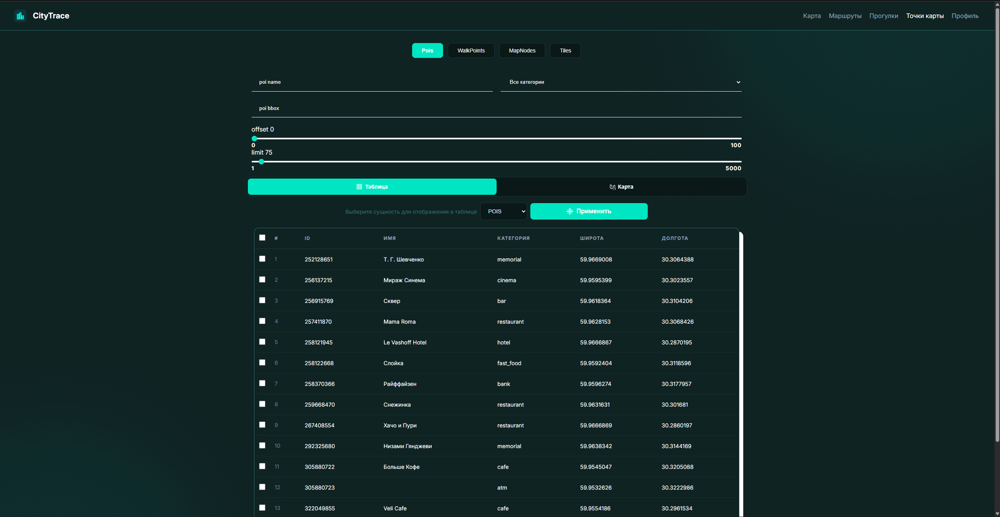 CityTrace
Карта Маршруты Прогулки Точки карты Профиль
Pois WalkPoints MapNodes Tiles
poi name Все категории
poi bbox
offset 0
0 100
limit 75
1 5000
Таблица Карта
Выберите сущность для отображения в таблице POIS Применить
# ID ИМЯ КАТЕГОРИЯ ШИРОТА ДОЛГОТА
1 252128651 Т. Г. Шевченко memorial 59.9669008 30.3064388
2 256137215 Мираж Синема cinema 59.9595399 30.3023557
3 256915769 Сквер bar 59.9618364 30.3104206
4 257411870 Mama Roma restaurant 59.9628153 30.3068426
5 258121945 Le Vashoff Hotel hotel 59.9666867 30.2870195
6 258122668 Слойка fast_food 59.9592404 30.3118596
7 258370366 Райффайзен bank 59.9596274 30.3177957
8 259668470 Снежинка restaurant 59.9631631 30.301681
9 267408554 Хачо и Пури restaurant 59.9666869 30.2860197
10 292325680 Низами Гянджеви memorial 59.9638342 30.3144169
11 305880722 Больше Кофе cafe 59.9545047 30.3205088
12 305880723 atm 59.9532626 30.3222986
13 322049855 Veli Cafe cafe 59.9554186 30.2961534